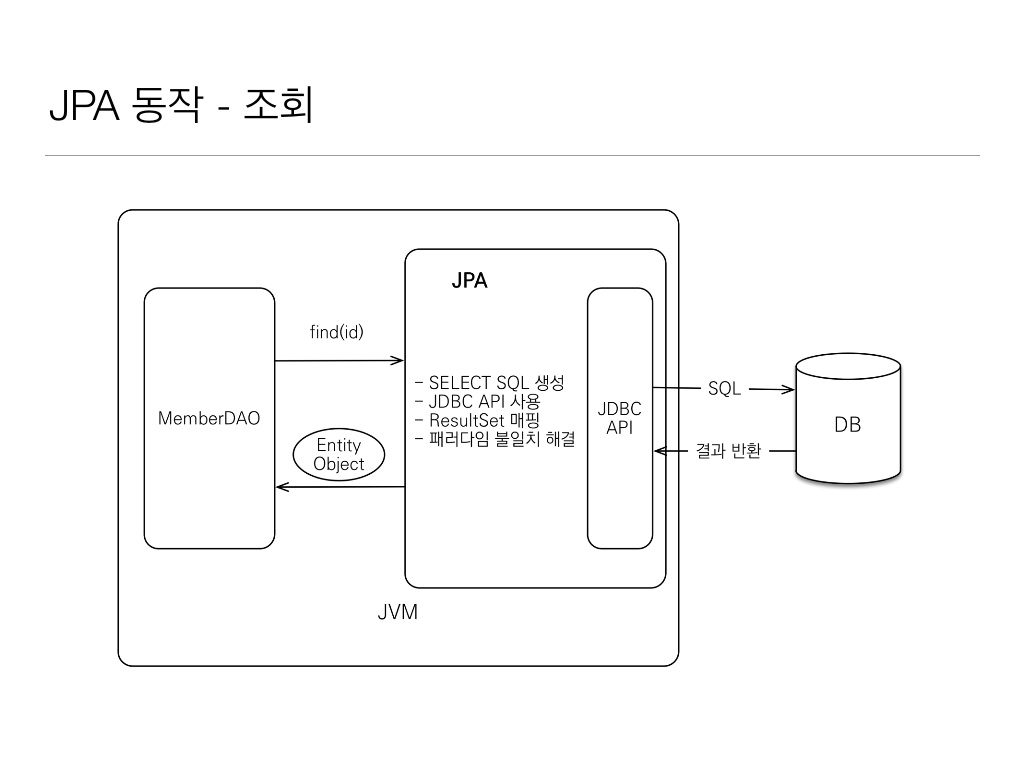 JPA 동작 - 조회
JPA
find(id)
MemberDAO
Entity
Object
- SELECT SQL 생성
- JDBC API 사용
- ResultSet 매핑
- 패러다임 불일치 해결
JDBC
API
SQL
결과 반환
DB
JVM